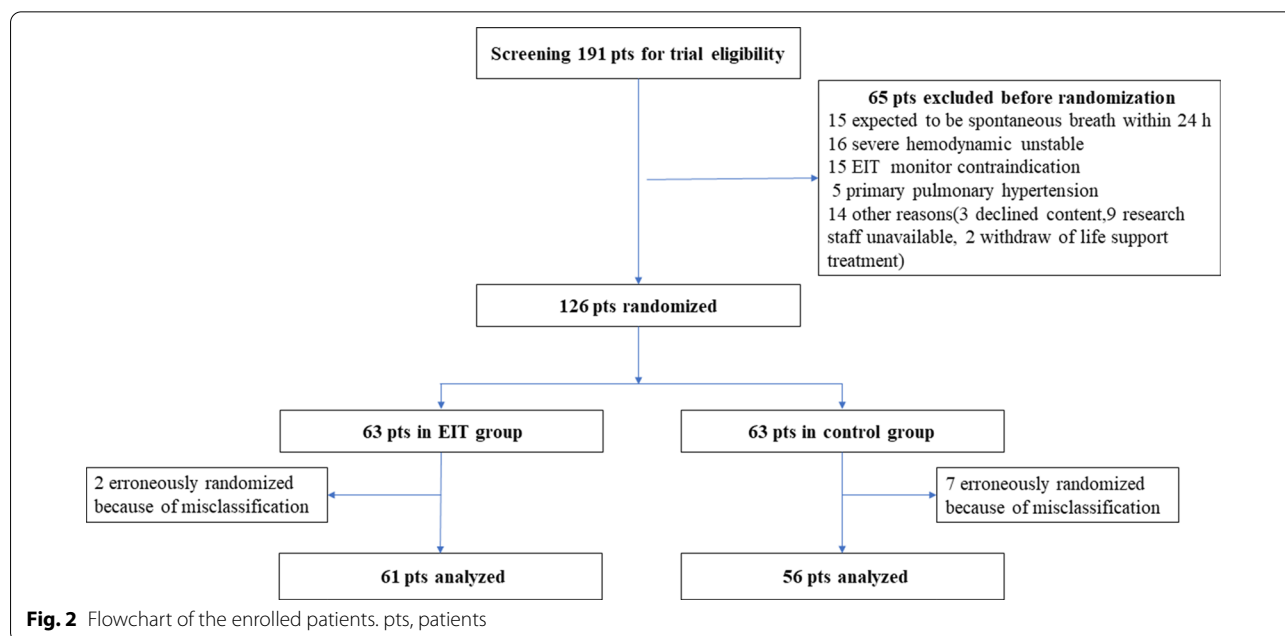 Screening 191 pts for trial eligibility
65 pts excluded before randomization
15 expected to be spontaneous breath within 24 h
16 severe hemodynamic unstable
15 EIT monitor contraindication
5 primary pulmonary hypertension
14 other reasons(3 declined content,9 research
staff unavailable, 2 withdraw of life support
treatment)
126 pts randomized
63 pts in EIT group
63 pts in control group
2 erroneously randomized
because of misclassification
7 erroneously randomized
because of misclassification
61 pts analyzed
56 pts analyzed
Fig. 2 Flowchart of the enrolled patients. pts, patients